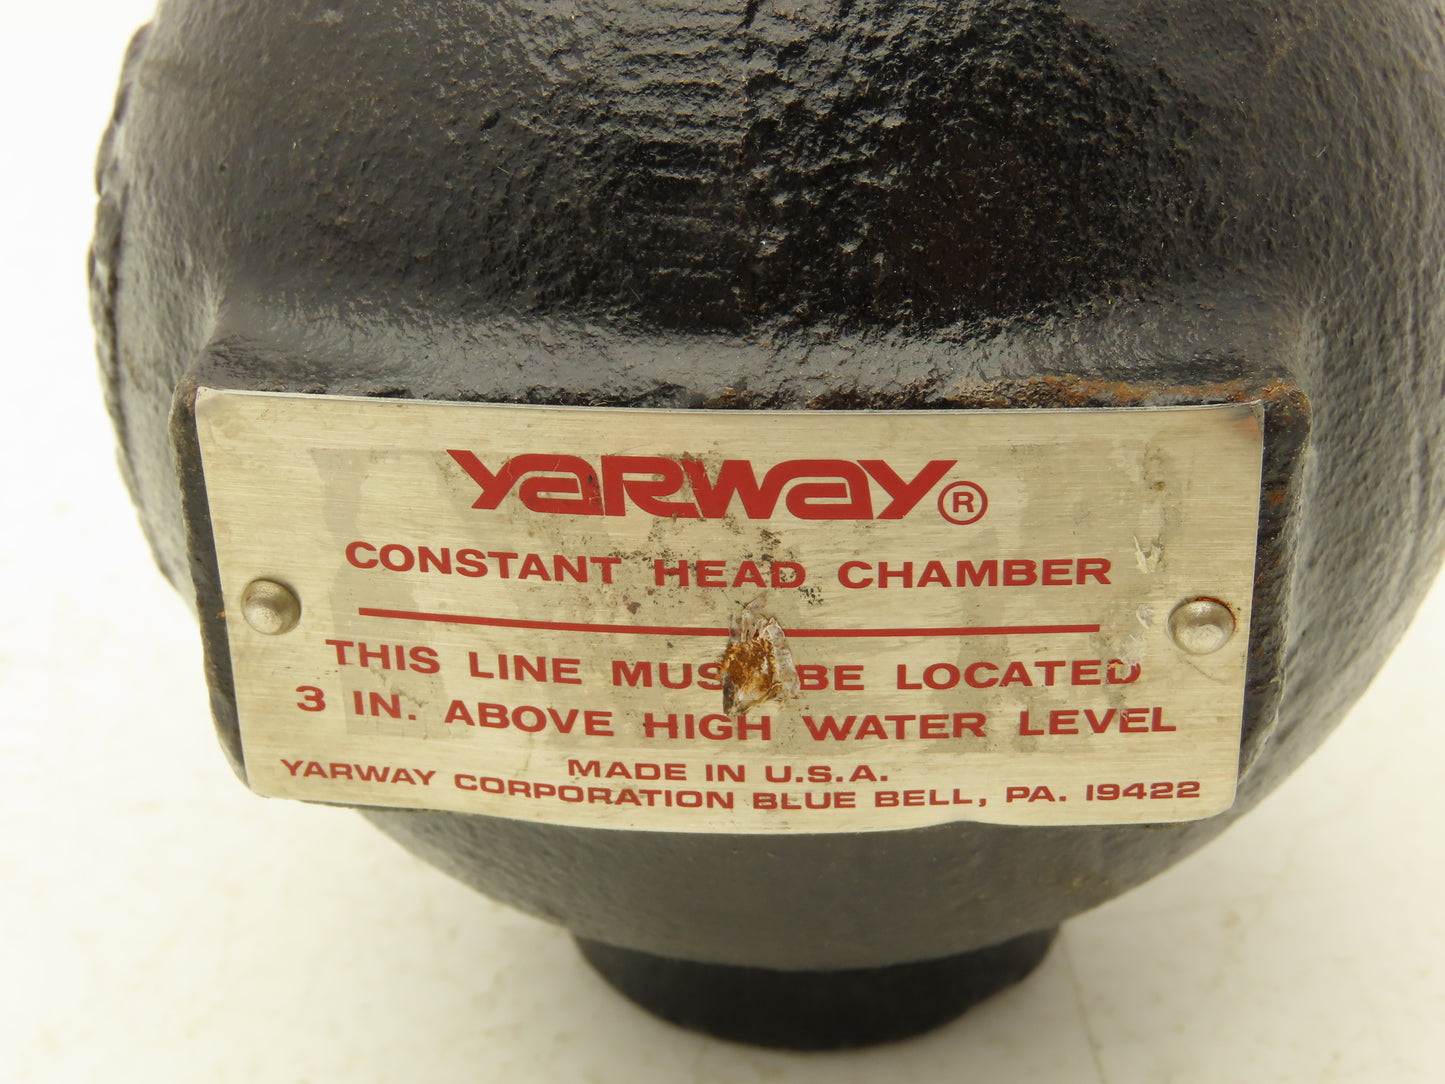 YARWAY®
CONSTANT HEAD CHAMBER
THIS LINE MUST BE LOCATED
3 IN. ABOVE HIGH WATER LEVEL
MADE IN U.S.A.
YARWAY CORPORATION BLUE BELL, PA. 19422